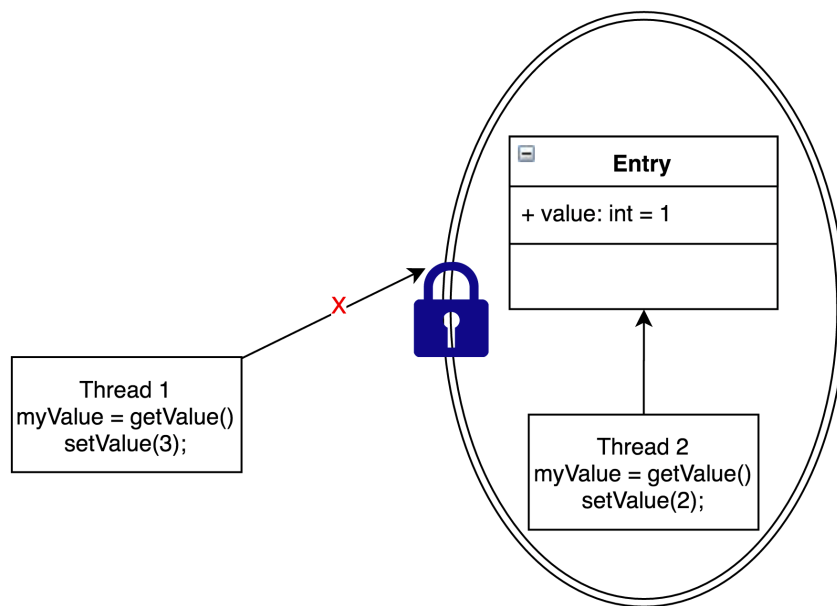 Entry
+ value: int = 1
X
Thread 1
myValue = getValue()
setValue(3);
Thread 2
myValue = getValue()
setValue(2);